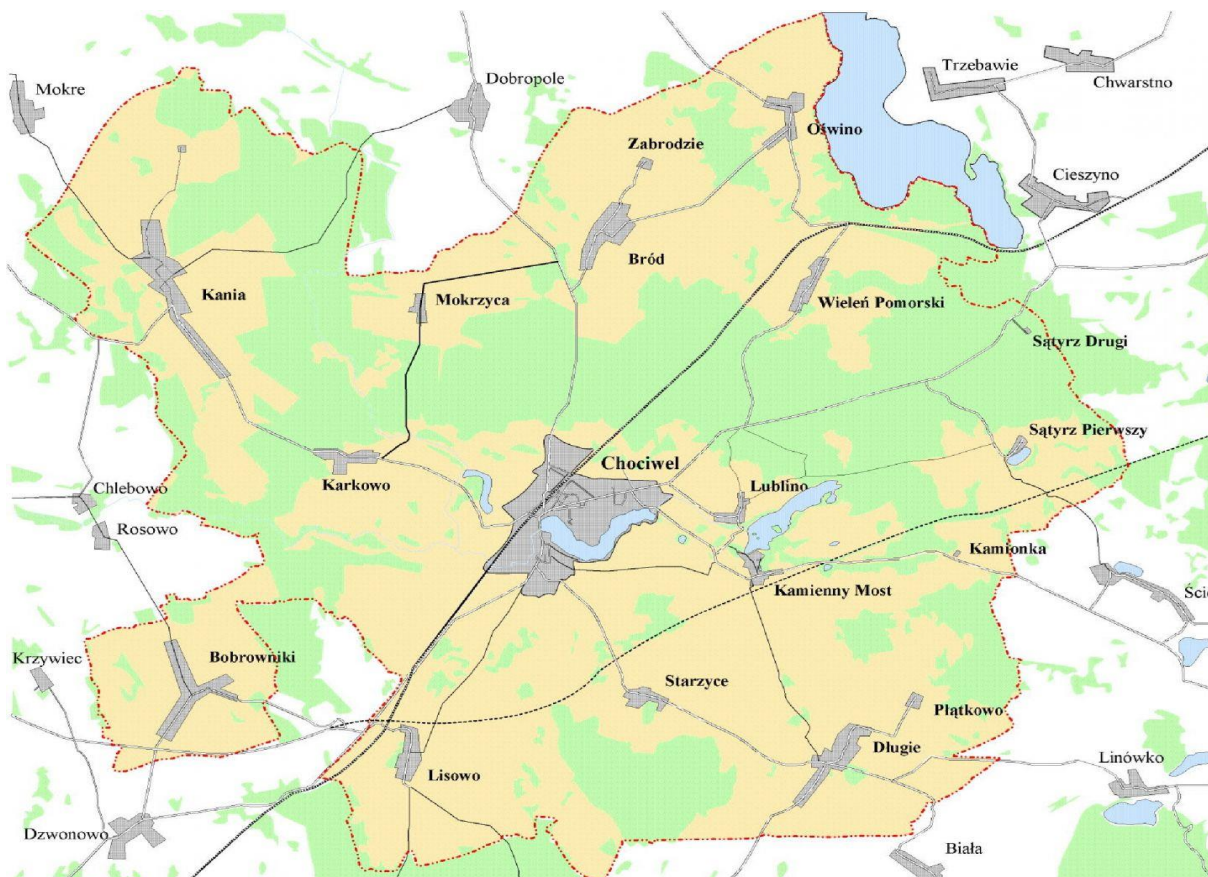 Trzebawie
Chwarstno
Mokre
Dobropole
Oświno
Zabrodzie
Cieszyno
Bród
Kania
Mokrzyca
Wieleń Pomorski
Sątyrz Drugi
Sątyrz Pierwszy
Chociwel
Karkowo
Lublino
Chlebowo
Rosowo
Kamionka
Kamienny Most
Ście
Krzywiec
Bobrowniki
Starzyce
Płątkowo
Długie
Lisowo
Linówko
Dzwonowo
Biała